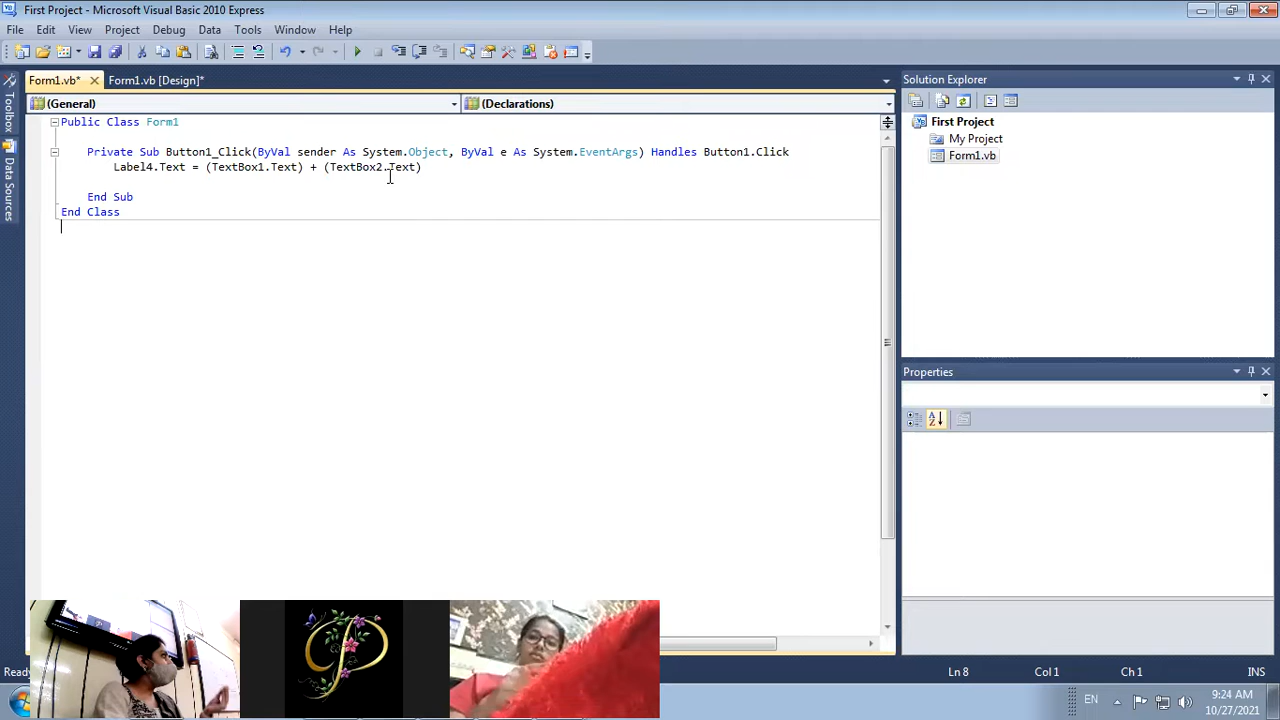 First Project - Microsoft Visual Basic 2010 Express
File Edit View Project Debug Data Tools Window Help
Form1.vb* Form1.vb [Design]*
(General) (Declarations)
Public Class Form1
Private Sub Button1_Click(ByVal sender As System.Object, ByVal e As System.EventArgs) Handles Button1.Click
Label4.Text = (TextBox1.Text) + (TextBox2.Text)
End Sub
End Class
Toolbox
Data Sources
Solution Explorer
First Project
My Project
Form1.vb
Properties
Ln 8 Col 1 Ch 1 INS
EN
9:24 AM
10/27/2021